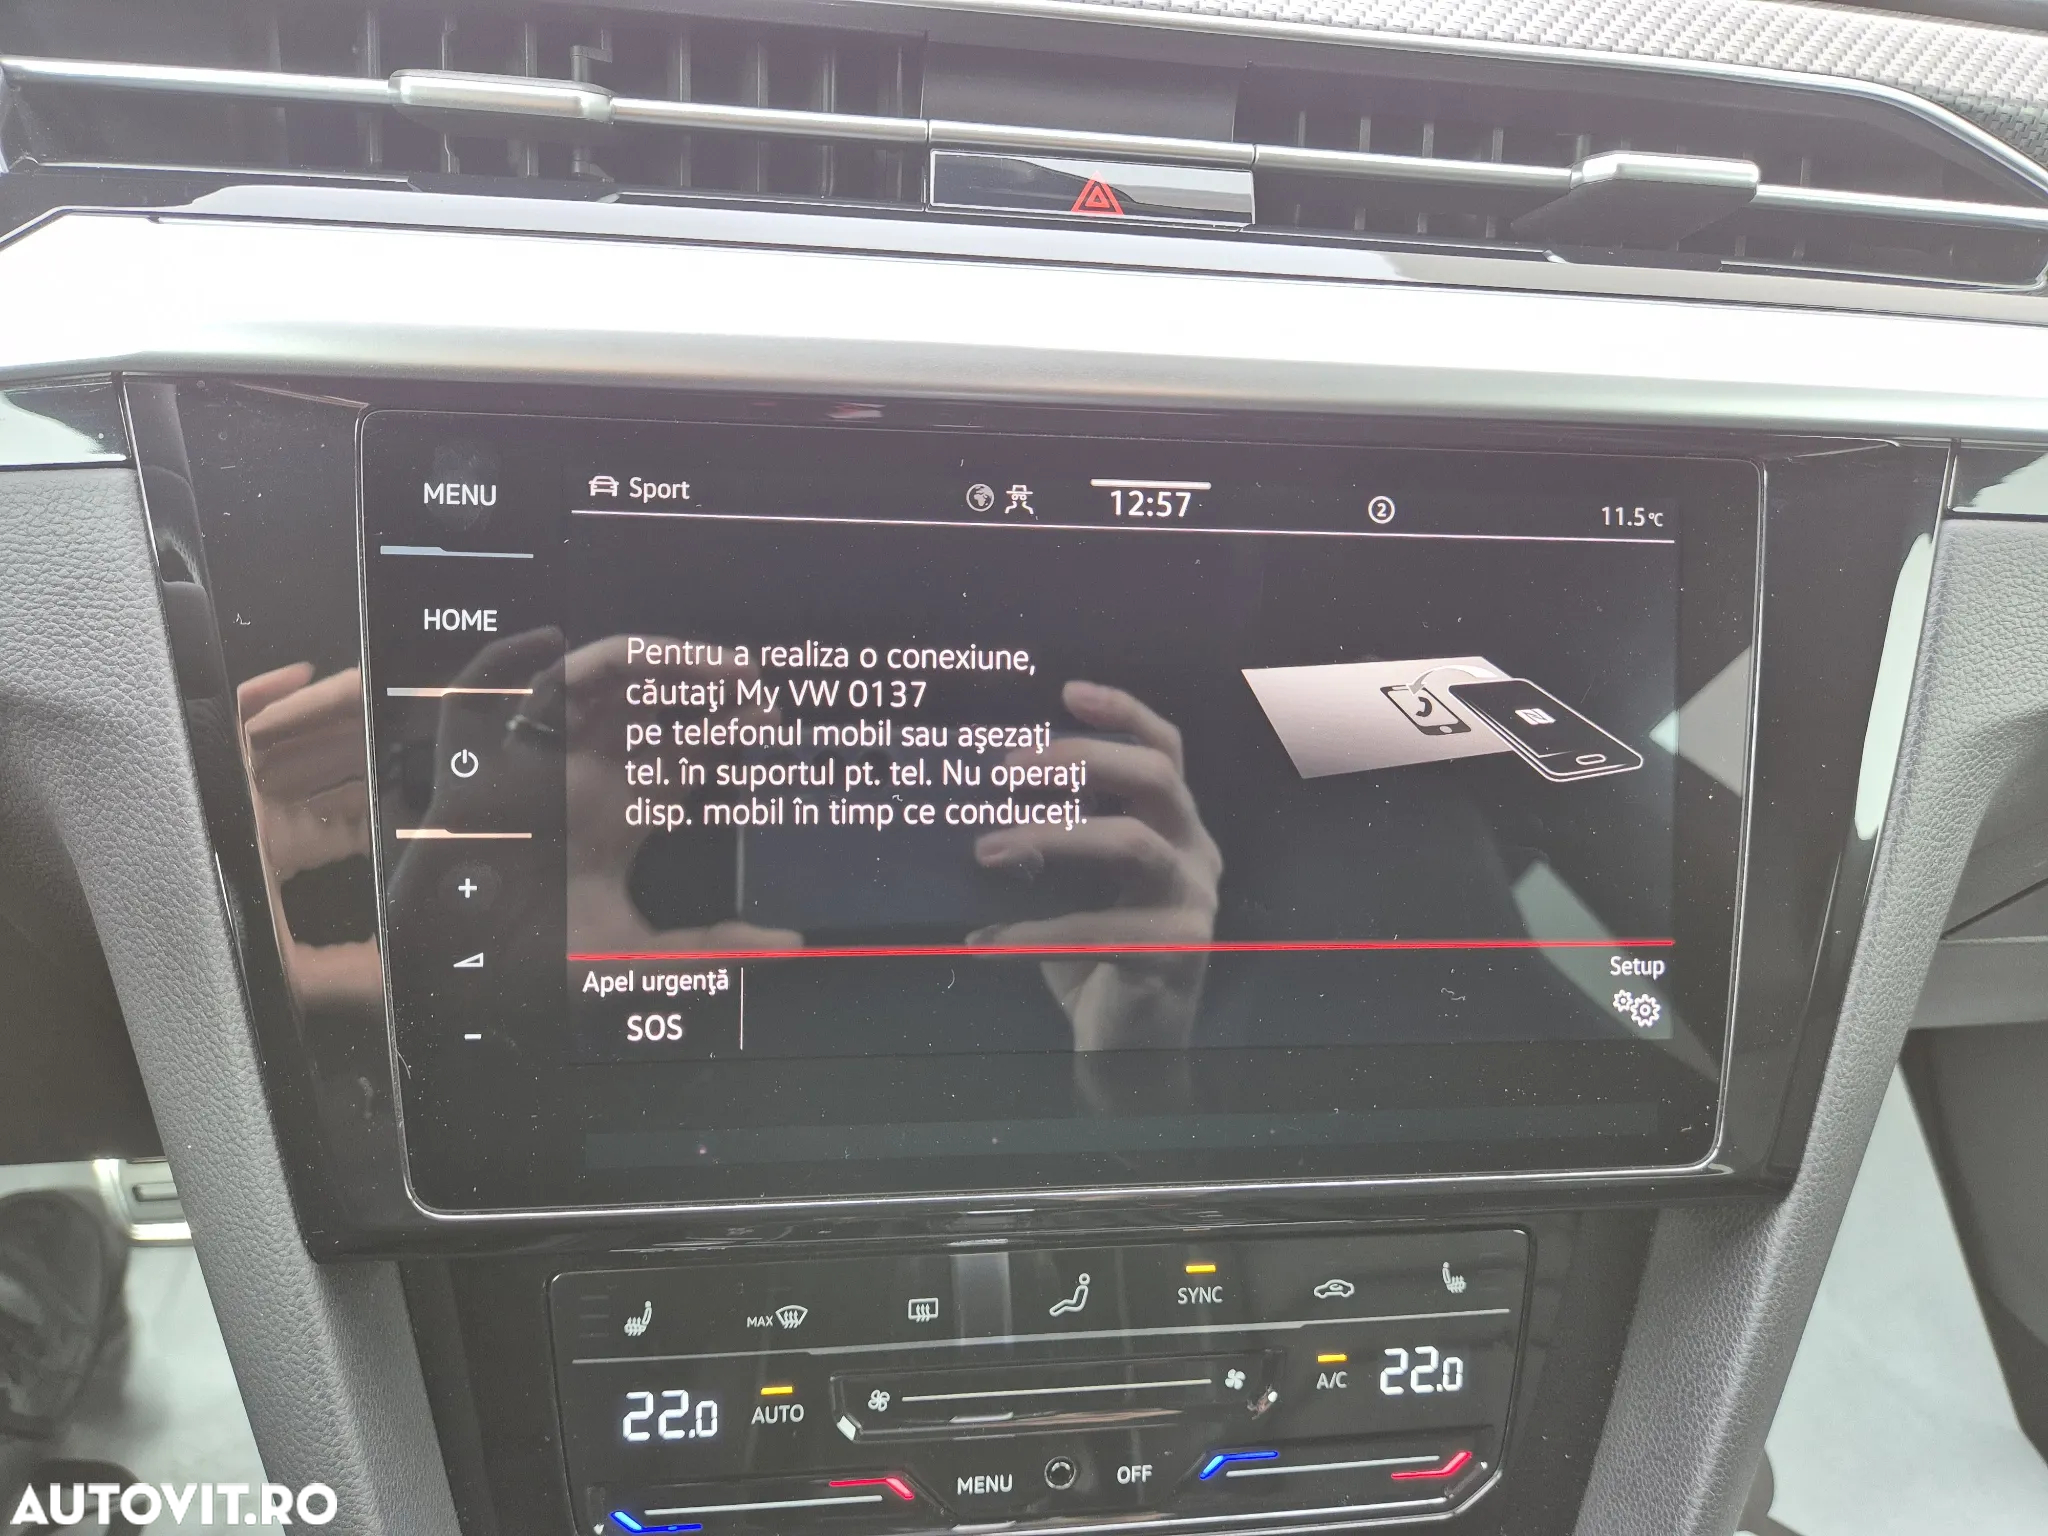 MENU
Sport
12:57
2
11.5°C
HOME
Pentru a realiza o conexiune,
căutaţi My VW 0137
pe telefonul mobil sau aşezaţi
tel. în suportul pt. tel. Nu operaţi
disp. mobil în timp ce conduceţi.
+
-
Apel urgenţă
SOS
Setup
MAX
SYNC
22.0
AUTO
A/C
22.0
MENU
OFF
AUTOVIT.RO